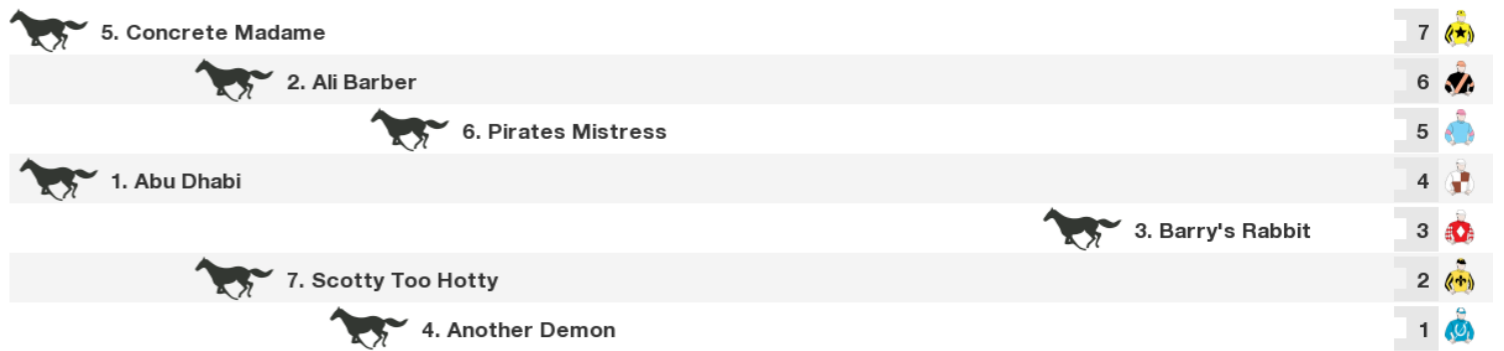 5. Concrete Madame 7
2. Ali Barber 6
6. Pirates Mistress 5
1. Abu Dhabi 4
3. Barry's Rabbit 3
7. Scotty Too Hotty 2
4. Another Demon 1